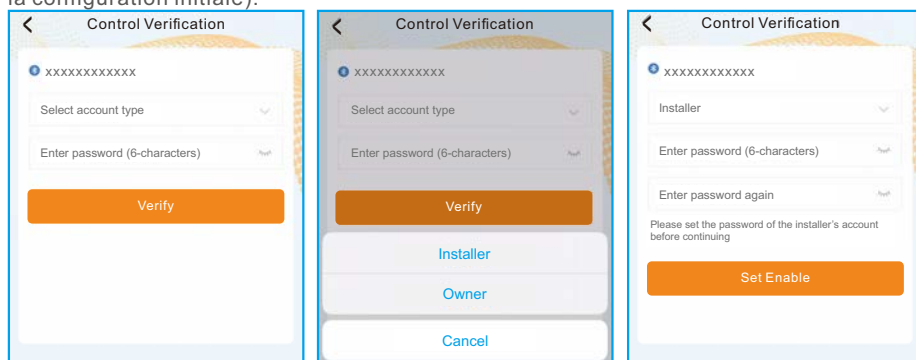 la configuration initiale).
Control Verification
xxxxxxxxxxxx
Select account type
Enter password (6-characters)
Verify
Control Verification
xxxxxxxxxxxx
Select account type
Enter password (6-characters)
Verify
Installer
Owner
Cancel
Control Verification
xxxxxxxxxxxx
Installer
Enter password (6-characters)
Enter password again
Please set the password of the installer's account
before continuing
Set Enable